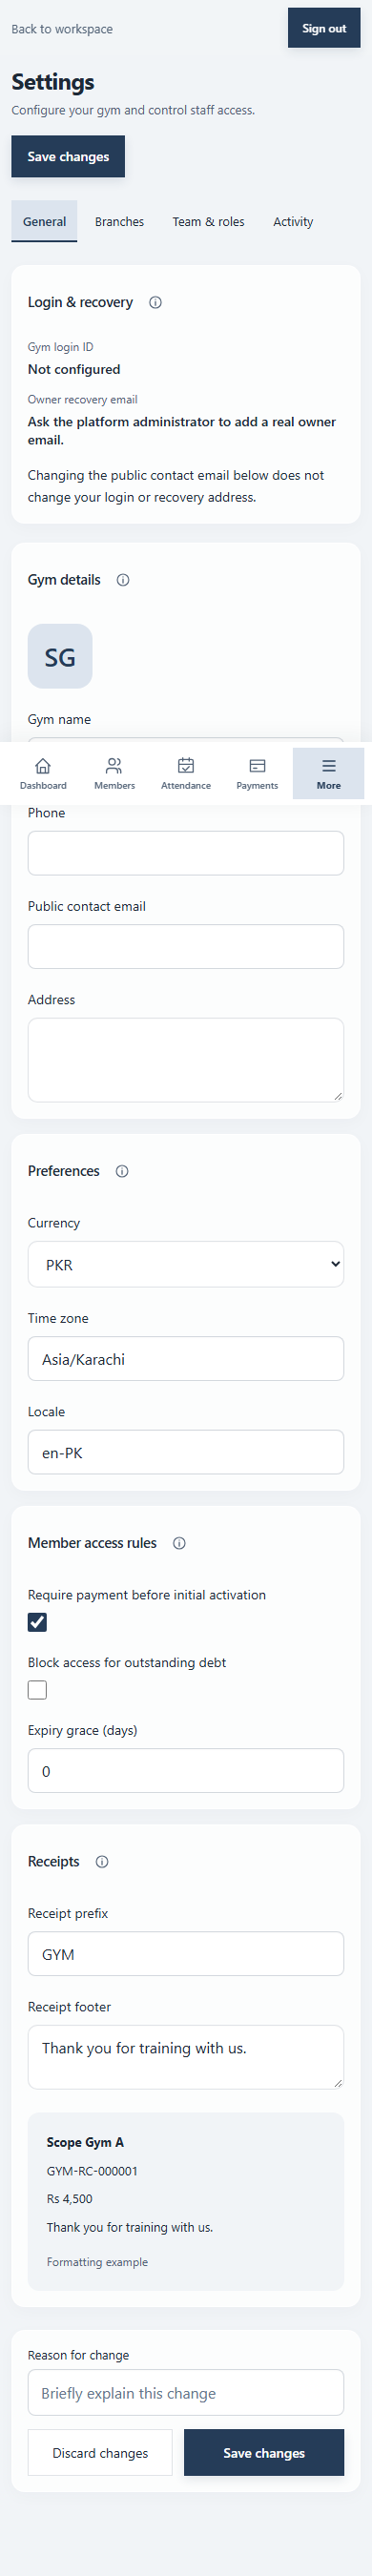 Back to workspace
Sign out
Settings
Configure your gym and control staff access.
Save changes
General
Branches
Team & roles
Activity
Login & recovery
Gym login ID
Not configured
Owner recovery email
Ask the platform administrator to add a real owner
email.
Changing the public contact email below does not
change your login or recovery address.
Gym details
SG
Gym name
Dashboard
Members
Attendance
Payments
More
Phone
Public contact email
Address
Preferences
Currency
PKR
Time zone
Asia/Karachi
Locale
en-PK
Member access rules
Require payment before initial activation
Block access for outstanding debt
Expiry grace (days)
0
Receipts
Receipt prefix
GYM
Receipt footer
Thank you for training with us.
Scope Gym A
GYM-RC-000001
Rs 4,500
Thank you for training with us.
Formatting example
Reason for change
Briefly explain this change
Discard changes
Save changes